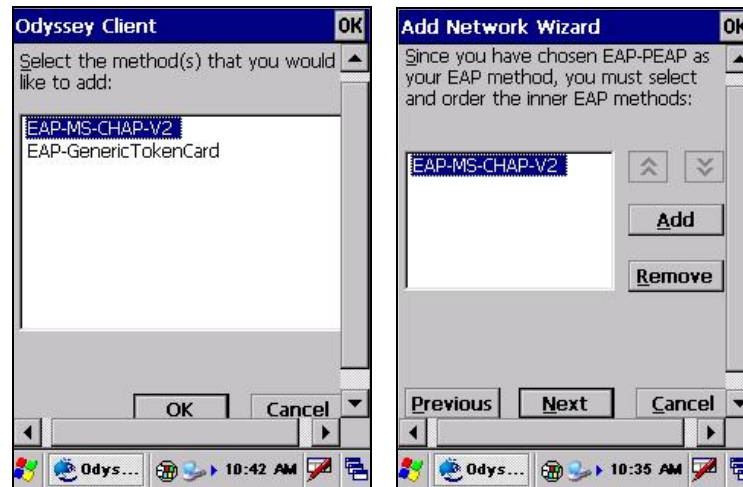 Odyssey Client OK
Select the method(s) that you would
like to add:
EAP-MS-CHAP-V2
EAP-GenericTokenCard
OK Cancel
Odys... 10:42 AM
Add Network Wizard OK
Since you have chosen EAP-PEAP as
your EAP method, you must select
and order the inner EAP methods:
EAP-MS-CHAP-V2
Add
Remove
Previous Next Cancel
Odys... 10:35 AM